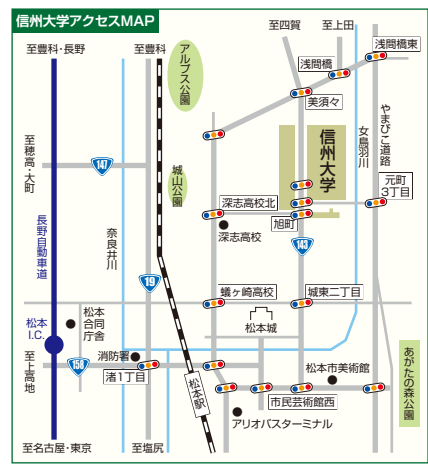 信州大学アクセスMAP
至豊科・長野
至豊科
アルプス公園
至四賀
至上田
浅間橋
浅間橋東
美須々
至穂高・大町
147
城山公園
信州大学
女鳥羽川
やまびこ道路
元町
3丁目
深志高校北
旭町
深志高校
143
長野自動車道
奈良井川
19
蟻ヶ崎高校
城東二丁目
松本
I.C.
松本
合同
庁舎
松本城
消防署
至上高地
158
渚1丁目
松本駅
松本市美術館
市民芸術館西
あがたの森公園
アリオバスターミナル
至名古屋・東京
至塩尻